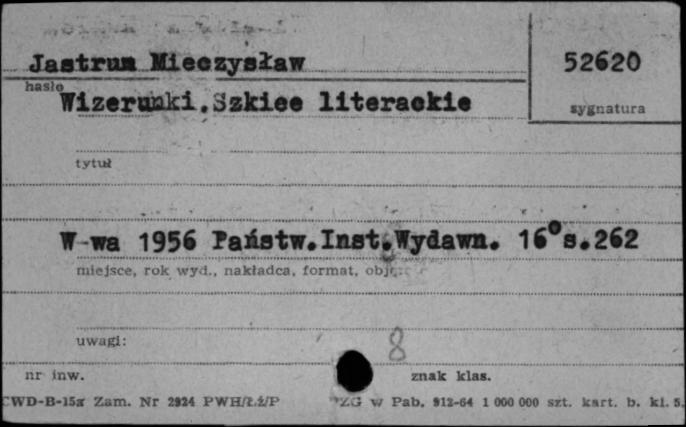 Jastrun Mieczysław 52620
hasło
Wizerunki.Szkice literackie sygnatura
tytuł
W-wa 1956 Państw.Inst.Wydawn. 16° s.262
miejsce, rok wyd., nakładca, format, obję.
uwagi:
8
nr inw. znak klas.
CWD-B-15a Zam. Nr 2924 PWH/Ł.Ż/P ZG w Pab. 912-64 1 000 000 szt. kart. b. kl. 5.